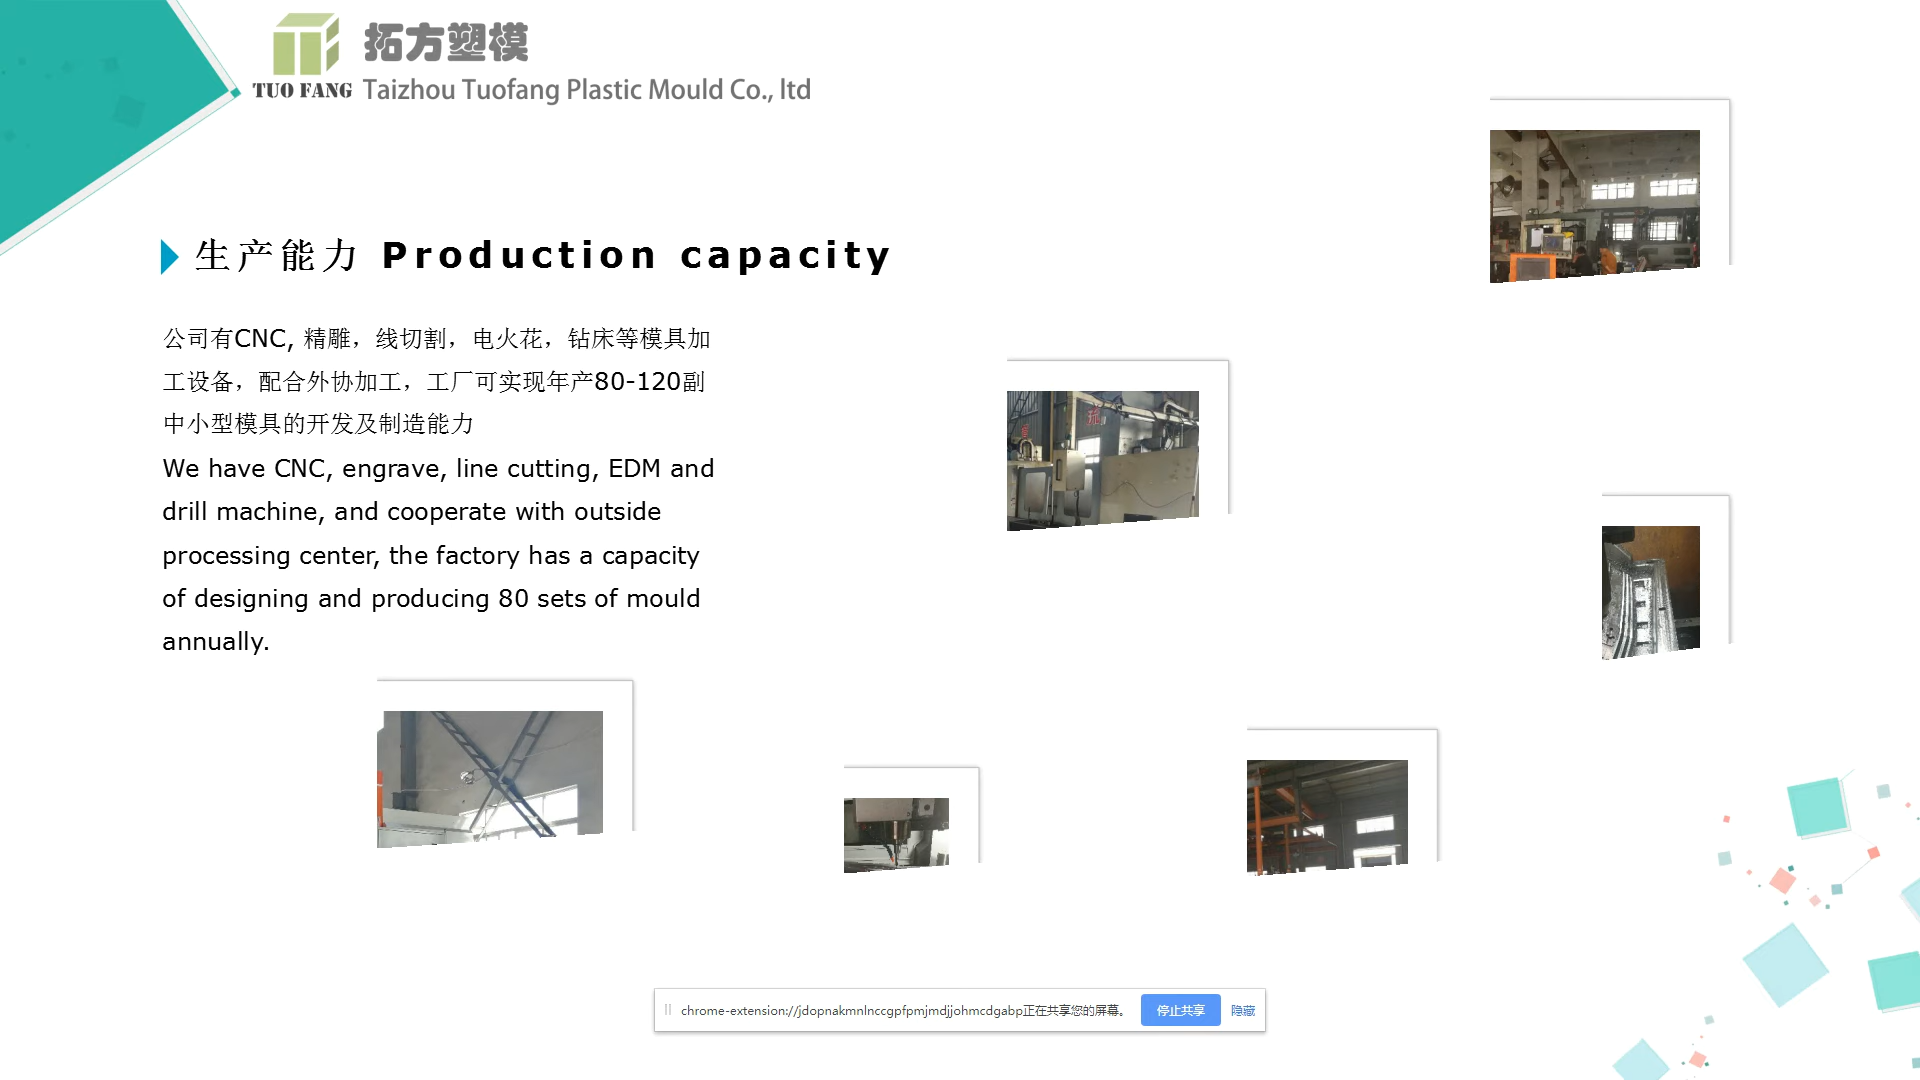 拓方塑模
TUO FANG
Taizhou Tuofang Plastic Mould Co., ltd
生产能力 Production capacity
公司有CNC, 精雕，线切割，电火花，钻床等模具加
工设备，配合外协加工，工厂可实现年产80-120副
中小型模具的开发及制造能力
We have CNC, engrave, line cutting, EDM and
drill machine, and cooperate with outside
processing center, the factory has a capacity
of designing and producing 80 sets of mould
annually.
chrome-extension://jdopnakmnlnccgpfpmjmdjjohmcdgabp正在共享您的屏幕。
停止共享
隐藏